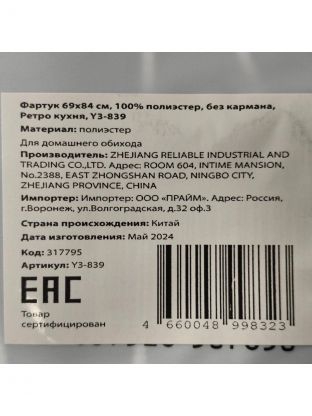 Фартук 69х84 см, 100% полиэстер, без кармана,
Ретро кухня, Y3-839
Материал: полиэстер
Для домашнего обихода
Производитель: ZHEJIANG RELIABLE INDUSTRIAL AND
TRADING CO.,LTD. Адрес: ROOM 604, INTIME MANSION,
No.2388, EAST ZHONGSHAN ROAD, NINGBO CITY,
ZHEJIANG PROVINCE, CHINA
Импортер: Импортер: ООО «ПРАЙМ». Адрес: Россия,
г.Воронеж, ул.Волгоградская, д.32 оф.3
Страна происхождения: Китай
Дата изготовления: Май 2024
Код: 317795
Артикул: Y3-839
EAC
Товар
сертифицирован
4 660048 998323